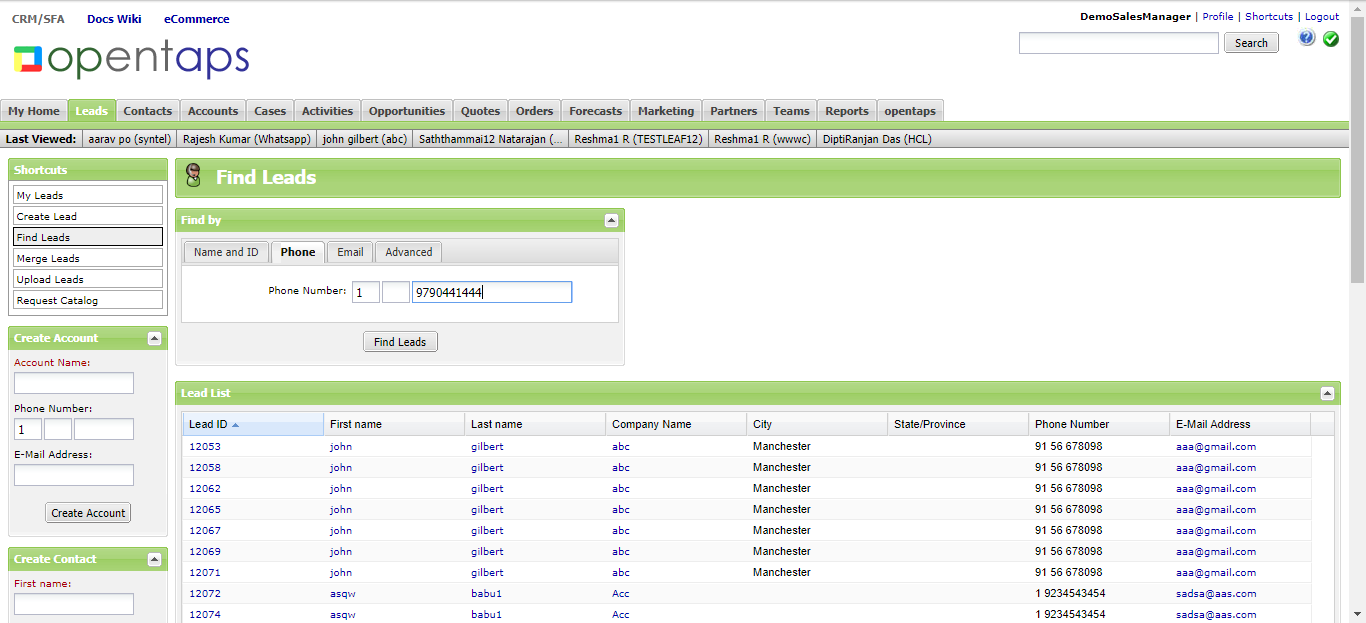 CRM/SFA Docs Wiki eCommerce
DemoSalesManager | Profile | Shortcuts | Logout
opentaps
Search
My Home Leads Contacts Accounts Cases Activities Opportunities Quotes Orders Forecasts Marketing Partners Teams Reports opentaps
Last Viewed: aarav po (syntel) Rajesh Kumar (Whatsapp) john gilbert (abc) Saththammai12 Natarajan (... Reshma1 R (TESTLEAF12) Reshma1 R (wwwc) DiptiRanjan Das (HCL)
Shortcuts
My Leads
Create Lead
Find Leads
Merge Leads
Upload Leads
Request Catalog
Create Account
Account Name:
Phone Number:
1
E-Mail Address:
Create Account
Create Contact
First name:
Find Leads
Find by
Name and ID Phone Email Advanced
Phone Number: 1 9790441444
Find Leads
Lead List
Lead ID First name Last name Company Name City State/Province Phone Number E-Mail Address
12053 john gilbert abc Manchester 91 56 678098 aaa@gmail.com
12058 john gilbert abc Manchester 91 56 678098 aaa@gmail.com
12062 john gilbert abc Manchester 91 56 678098 aaa@gmail.com
12065 john gilbert abc Manchester 91 56 678098 aaa@gmail.com
12067 john gilbert abc Manchester 91 56 678098 aaa@gmail.com
12069 john gilbert abc Manchester 91 56 678098 aaa@gmail.com
12071 john gilbert abc Manchester 91 56 678098 aaa@gmail.com
12072 asqw babu1 Acc 1 9234543454 sadsa@aas.com
12074 asqw babu1 Acc 1 9234543454 sadsa@aas.com